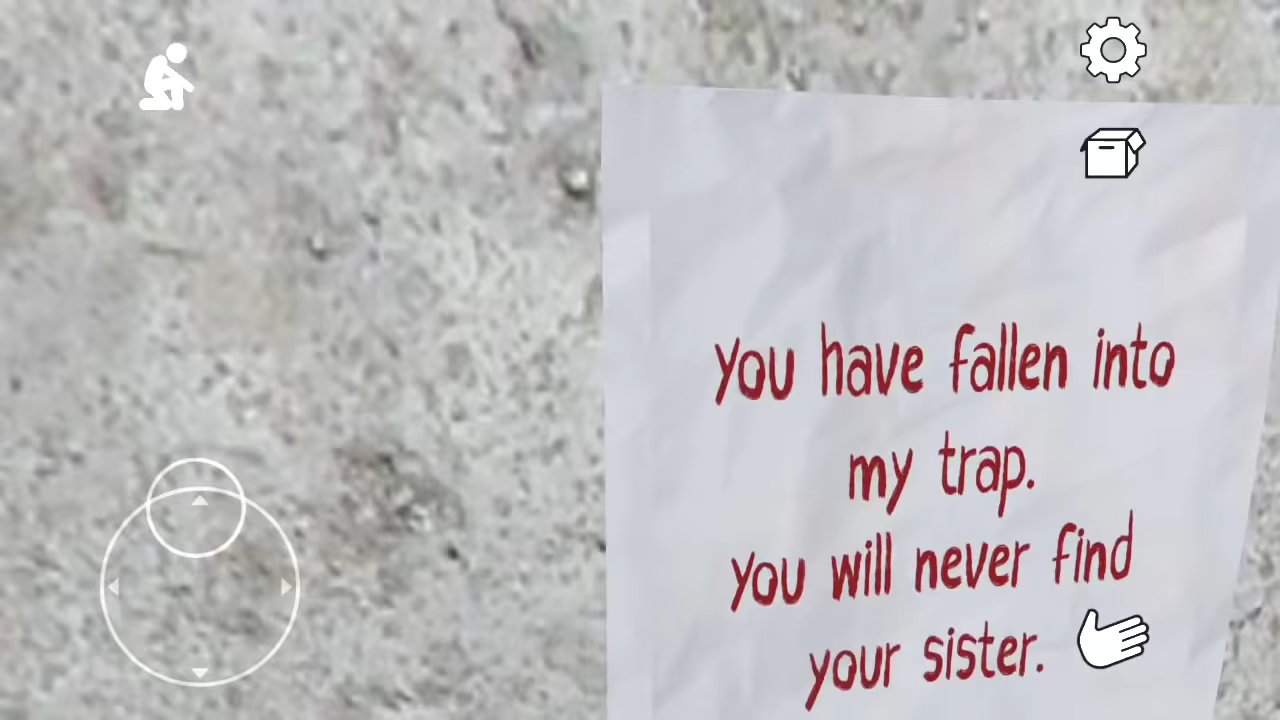 you have fallen into
my trap.
you will never find
your sister.